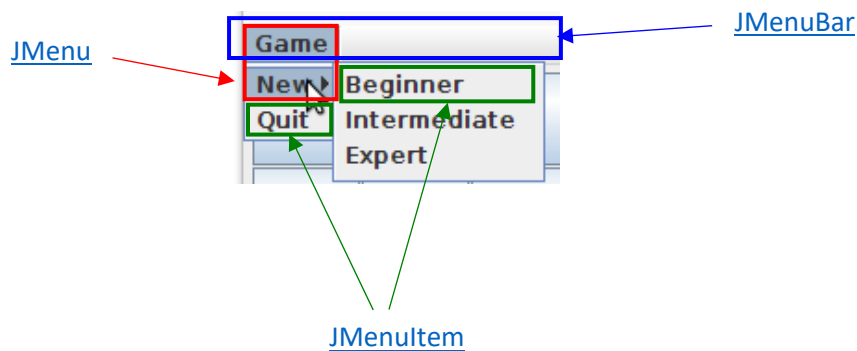 JMenuBar
JMenu
Game
New Beginner
Quit Intermediate
Expert
JMenuItem